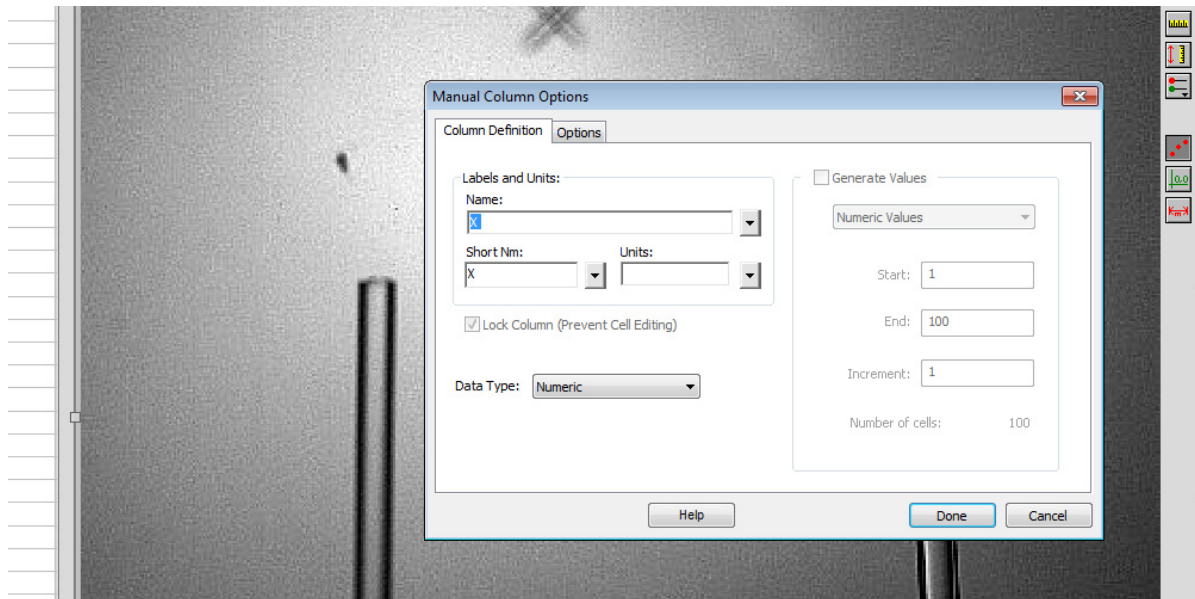 Manual Column Options
Column Definition Options
Labels and Units:
Name:
X
Short Nm: Units:
X
Lock Column (Prevent Cell Editing)
Data Type: Numeric
Generate Values
Numeric Values
Start: 1
End: 100
Increment: 1
Number of cells: 100
Help Done Cancel
0.0
m